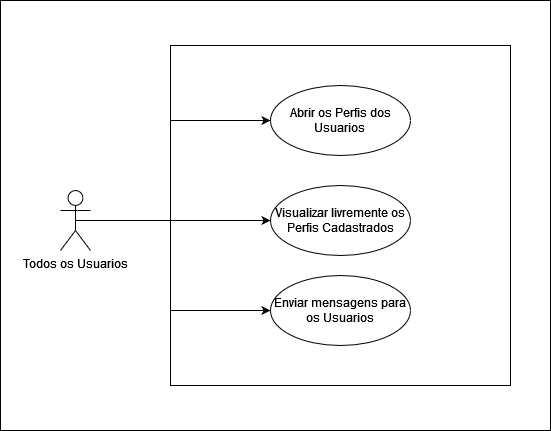 Abrir os Perfis dos
Usuarios
Visualizar livremente os
Perfis Cadastrados
Todos os Usuarios
Enviar mensagens para
os Usuarios